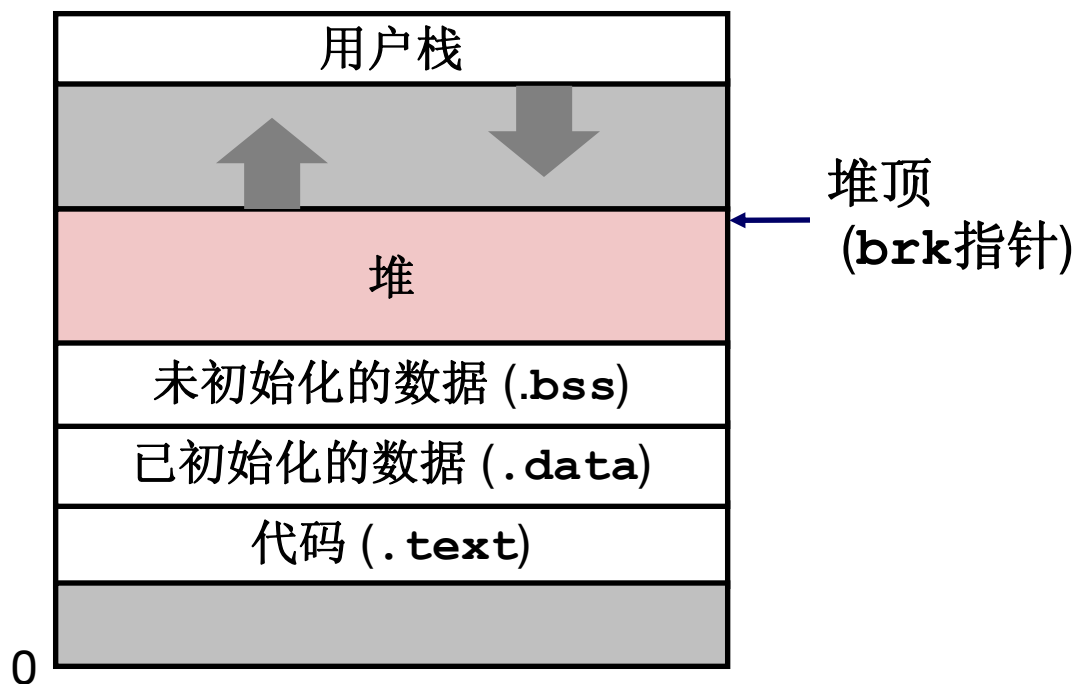 用户栈
堆顶
(brk指针)
堆
未初始化的数据 (.bss)
已初始化的数据 (.data)
代码 (.text)
0